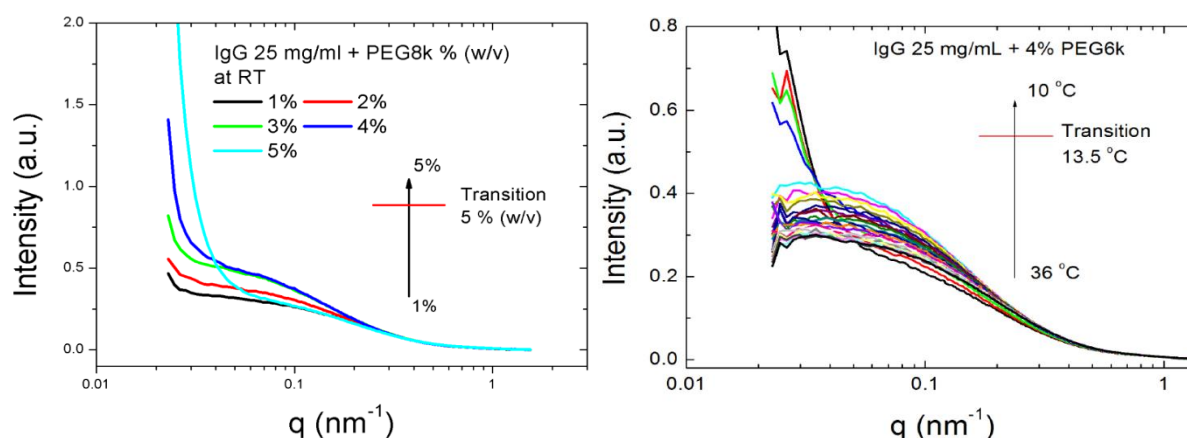 2.0
1.5
1.0
0.5
0.0
Intensity (a.u.)
IgG 25 mg/ml + PEG8k % (w/v)
at RT
1% 2%
3% 4%
5%
5%
Transition
5 % (w/v)
1%
0.01 0.1 1
q (nm⁻¹)
0.8
0.6
0.4
0.2
0.0
Intensity (a.u.)
IgG 25 mg/mL + 4% PEG6k
10 °C
Transition
13.5 °C
36 °C
0.01 0.1 1
q (nm⁻¹)